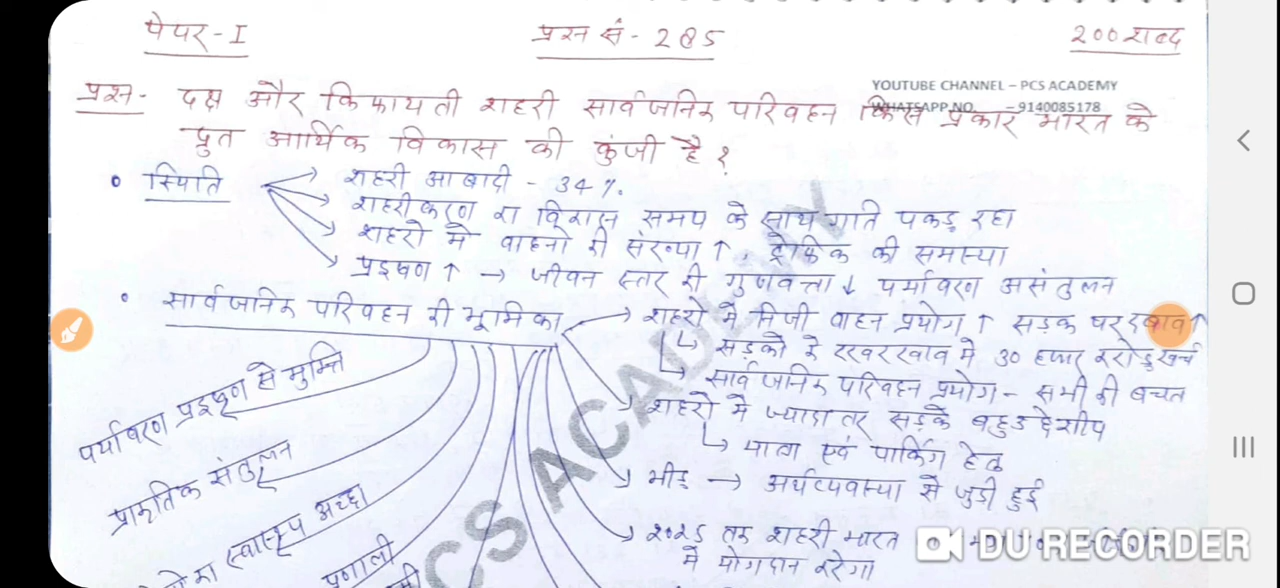 पेपर-I प्रश्न सं- 285 200 शब्द
YOUTUBE CHANNEL – PCS ACADEMY
WHATSAPP NO. – 9140085178
प्रश्न- दक्ष और किफायती शहरी सार्वजनिक परिवहन किस प्रकार भारत के
द्रुत आर्थिक विकास की कुंजी है?
• स्थिति → शहरी आबादी - 34%.
शहरीकरण का विकास समय के साथ गति पकड़ रहा
शहरों में वाहनों की संख्या ↑, ट्रैफिक की समस्या
प्रदूषण ↑ → जीवन स्तर की गुणवत्ता ↓ पर्यावरण असंतुलन
• सार्वजनिक परिवहन की भूमिका
शहरों में निजी वाहन प्रयोग ↑ सड़क पर दबाव ↑
सड़कों के रखरखाव में 30 हजार करोड़ खर्च
सार्वजनिक परिवहन प्रयोग - सभी की बचत
शहरों में ज्यादातर सड़कें बहुउद्देशीय
यात्रा एवं पार्किंग हेतु
भीड़ → अर्थव्यवस्था से जुड़ी हुई
2025 तक शहरी भारत
में योगदान करेगा
पर्यावरण प्रदूषण से मुक्ति
प्राकृतिक संतुलन
का स्वास्थ्य अच्छा
प्रणाली
CS ACADEMY
DU RECORDER